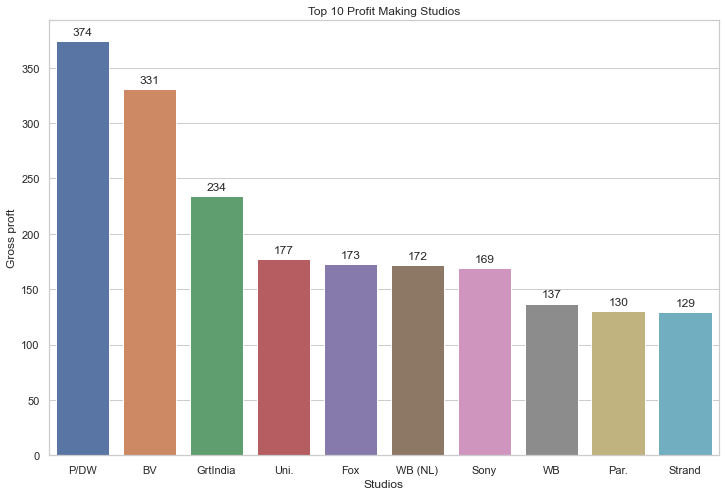 Top 10 Profit Making Studios
374
331
234
177
173
172
169
137
130
129
350
300
250
200
150
100
50
0
Gross proft
P/DW
BV
GrtIndia
Uni.
Fox
WB (NL)
Sony
WB
Par.
Strand
Studios